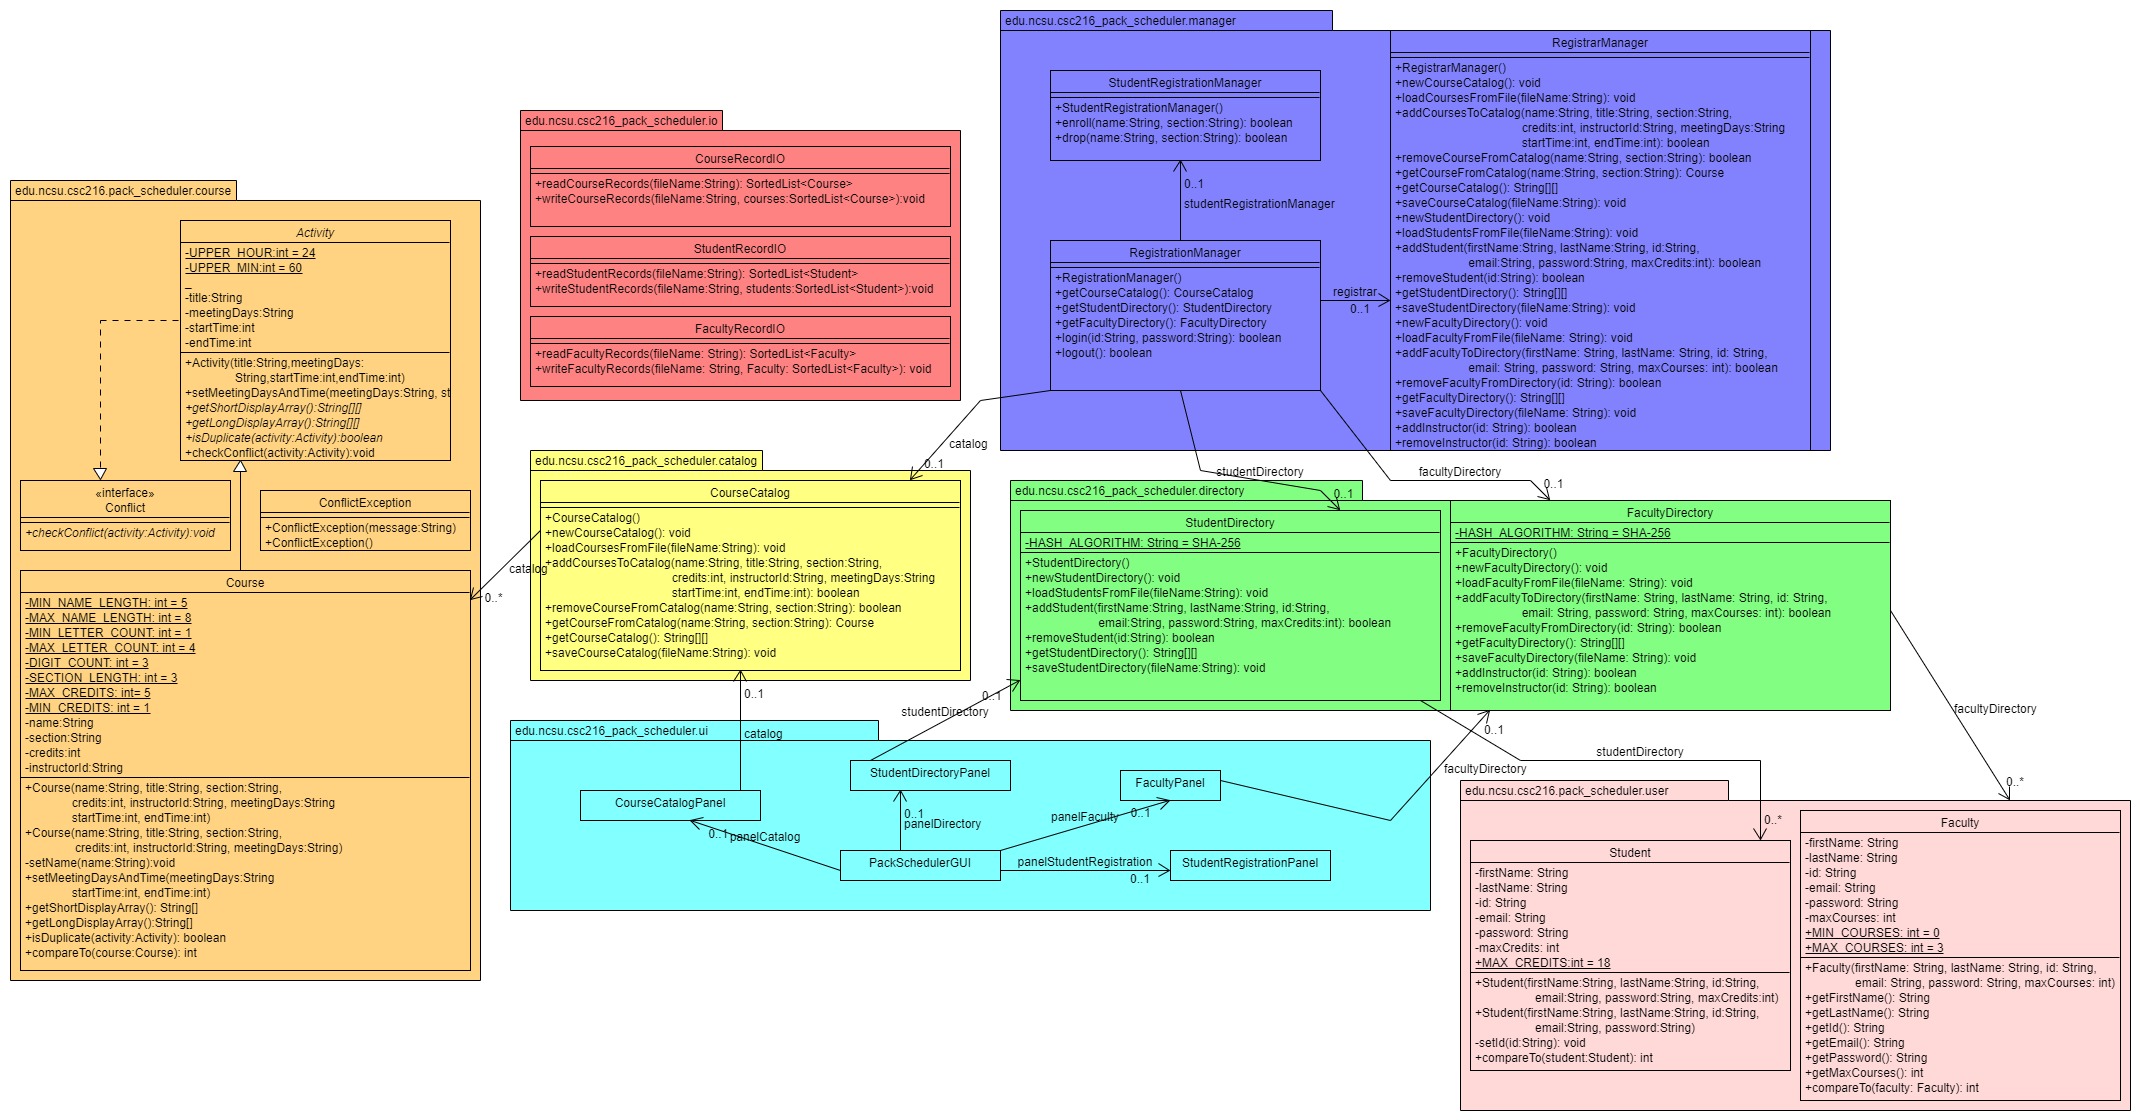 edu.ncsu.csc216_pack_scheduler.manager
StudentRegistrationManager
+StudentRegistrationManager()
+enroll(name:String, section:String): boolean
+drop(name:String, section:String): boolean
0..1
studentRegistrationManager
RegistrationManager
+RegistrationManager()
+getCourseCatalog(): CourseCatalog
+getStudentDirectory(): StudentDirectory
+getFacultyDirectory(): FacultyDirectory
+login(id:String, password:String): boolean
+logout(): boolean
registrar
0..1
RegistrarManager
+RegistrarManager()
+newCourseCatalog(): void
+loadCoursesFromFile(fileName:String): void
+addCoursesToCatalog(name:String, title:String, section:String,
credits:int, instructorId:String, meetingDays:String
startTime:int, endTime:int): boolean
+removeCourseFromCatalog(name:String, section:String): boolean
+getCourseFromCatalog(name:String, section:String): Course
+getCourseCatalog(): String[][]
+saveCourseCatalog(fileName:String): void
+newStudentDirectory(): void
+loadStudentsFromFile(fileName:String): void
+addStudent(firstName:String, lastName:String, id:String,
email:String, password:String, maxCredits:int): boolean
+removeStudent(id:String): boolean
+getStudentDirectory(): String[][]
+saveStudentDirectory(fileName:String): void
+newFacultyDirectory(): void
+loadFacultyFromFile(fileName: String): void
+addFacultyToDirectory(firstName: String, lastName: String, id: String,
email: String, password: String, maxCourses: int): boolean
+removeFacultyFromDirectory(id: String): boolean
+getFacultyDirectory(): String[][]
+saveFacultyDirectory(fileName: String): void
+addInstructor(id: String): boolean
+removeInstructor(id: String): boolean
edu.ncsu.csc216_pack_scheduler.io
CourseRecordIO
+readCourseRecords(fileName:String): SortedList<Course>
+writeCourseRecords(fileName:String, courses:SortedList<Course>):void
StudentRecordIO
+readStudentRecords(fileName:String): SortedList<Student>
+writeStudentRecords(fileName:String, students:SortedList<Student>):void
FacultyRecordIO
+readFacultyRecords(fileName: String): SortedList<Faculty>
+writeFacultyRecords(fileName: String, Faculty: SortedList<Faculty>): void
edu.ncsu.csc216.pack_scheduler.course
Activity
-UPPER_HOUR:int = 24
-UPPER_MIN:int = 60
_
-title:String
-meetingDays:String
-startTime:int
-endTime:int
+Activity(title:String,meetingDays:
String,startTime:int,endTime:int)
+setMeetingDaysAndTime(meetingDays:String, st
+getShortDisplayArray():String[][]
+getLongDisplayArray():String[][]
+isDuplicate(activity:Activity):boolean
+checkConflict(activity:Activity):void
«interface»
Conflict
+checkConflict(activity:Activity):void
ConflictException
+ConflictException(message:String)
+ConflictException()
Course
-MIN_NAME_LENGTH: int = 5
-MAX_NAME_LENGTH: int = 8
-MIN_LETTER_COUNT: int = 1
-MAX_LETTER_COUNT: int = 4
-DIGIT_COUNT: int = 3
-SECTION_LENGTH: int = 3
-MAX_CREDITS: int= 5
-MIN_CREDITS: int = 1
-name:String
-section:String
-credits:int
-instructorId:String
+Course(name:String, title:String, section:String,
credits:int, instructorId:String, meetingDays:String
startTime:int, endTime:int)
+Course(name:String, title:String, section:String,
credits:int, instructorId:String, meetingDays:String)
-setName(name:String):void
+setMeetingDaysAndTime(meetingDays:String
startTime:int, endTime:int)
+getShortDisplayArray(): String[]
+getLongDisplayArray():String[]
+isDuplicate(activity:Activity): boolean
+compareTo(course:Course): int
catalog
0..1
studentDirectory
0..1
facultyDirectory
0..1
edu.ncsu.csc216_pack_scheduler.catalog
CourseCatalog
+CourseCatalog()
+newCourseCatalog(): void
+loadCoursesFromFile(fileName:String): void
+addCoursesToCatalog(name:String, title:String, section:String,
credits:int, instructorId:String, meetingDays:String
startTime:int, endTime:int): boolean
+removeCourseFromCatalog(name:String, section:String): boolean
+getCourseFromCatalog(name:String, section:String): Course
+getCourseCatalog(): String[][]
+saveCourseCatalog(fileName:String): void
catalog
0..*
edu.ncsu.csc216_pack_scheduler.directory
StudentDirectory
-HASH_ALGORITHM: String = SHA-256
+StudentDirectory()
+newStudentDirectory(): void
+loadStudentsFromFile(fileName:String): void
+addStudent(firstName:String, lastName:String, id:String,
email:String, password:String, maxCredits:int): boolean
+removeStudent(id:String): boolean
+getStudentDirectory(): String[][]
+saveStudentDirectory(fileName:String): void
FacultyDirectory
-HASH_ALGORITHM: String = SHA-256
+FacultyDirectory()
+newFacultyDirectory(): void
+loadFacultyFromFile(fileName: String): void
+addFacultyToDirectory(firstName: String, lastName: String, id: String,
email: String, password: String, maxCourses: int): boolean
+removeFacultyFromDirectory(id: String): boolean
+getFacultyDirectory(): String[][]
+saveFacultyDirectory(fileName: String): void
+addInstructor(id: String): boolean
+removeInstructor(id: String): boolean
edu.ncsu.csc216_pack_scheduler.ui
0..1
catalog
0..1
studentDirectory
0..1
facultyDirectory
StudentDirectoryPanel
FacultyPanel
CourseCatalogPanel
0..1
panelCatalog
0..1
panelDirectory
panelFaculty
0..1
PackSchedulerGUI
panelStudentRegistration
0..1
StudentRegistrationPanel
studentDirectory
0..*
facultyDirectory
0..*
edu.ncsu.csc216.pack_scheduler.user
Student
-firstName: String
-lastName: String
-id: String
-email: String
-password: String
-maxCredits: int
+MAX_CREDITS:int = 18
+Student(firstName:String, lastName:String, id:String,
email:String, password:String, maxCredits:int)
+Student(firstName:String, lastName:String, id:String,
email:String, password:String)
-setId(id:String): void
+compareTo(student:Student): int
Faculty
-firstName: String
-lastName: String
-id: String
-email: String
-password: String
-maxCourses: int
+MIN_COURSES: int = 0
+MAX_COURSES: int = 3
+Faculty(firstName: String, lastName: String, id: String,
email: String, password: String, maxCourses: int)
+getFirstName(): String
+getLastName(): String
+getId(): String
+getEmail(): String
+getPassword(): String
+getMaxCourses(): int
+compareTo(faculty: Faculty): int